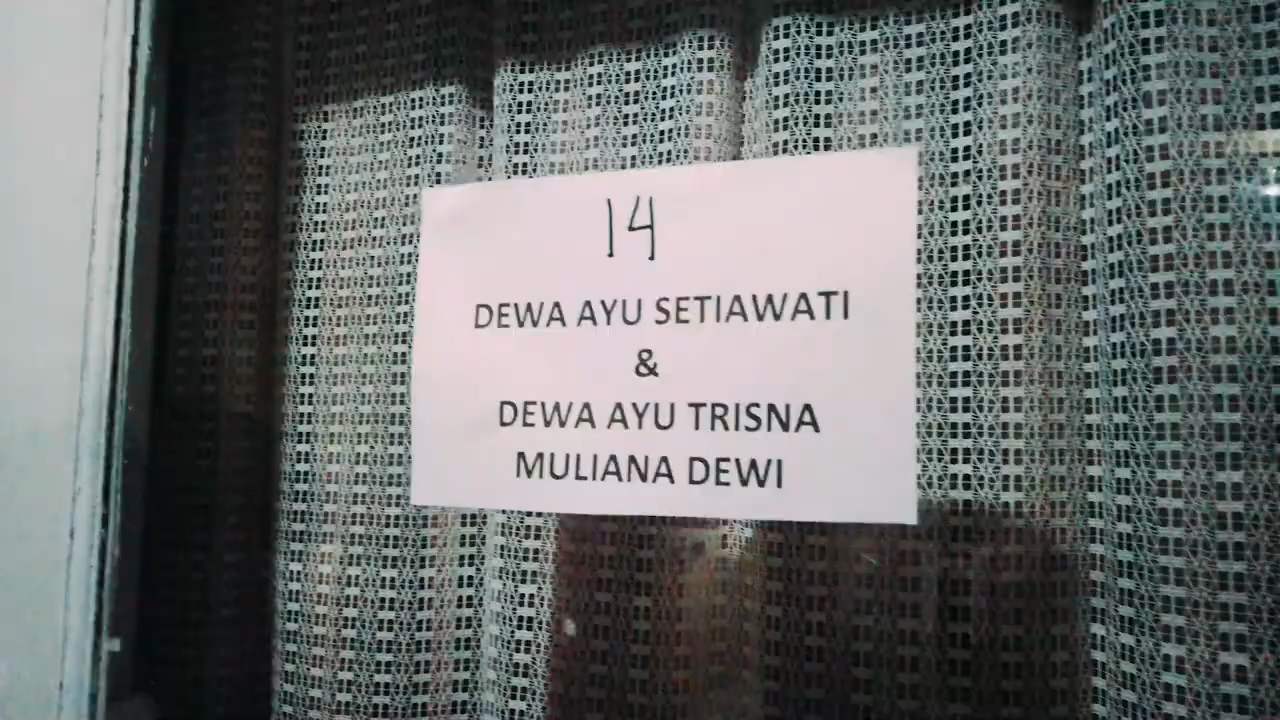 14
DEWA AYU SETIAWATI
&
DEWA AYU TRISNA
MULIANA DEWI